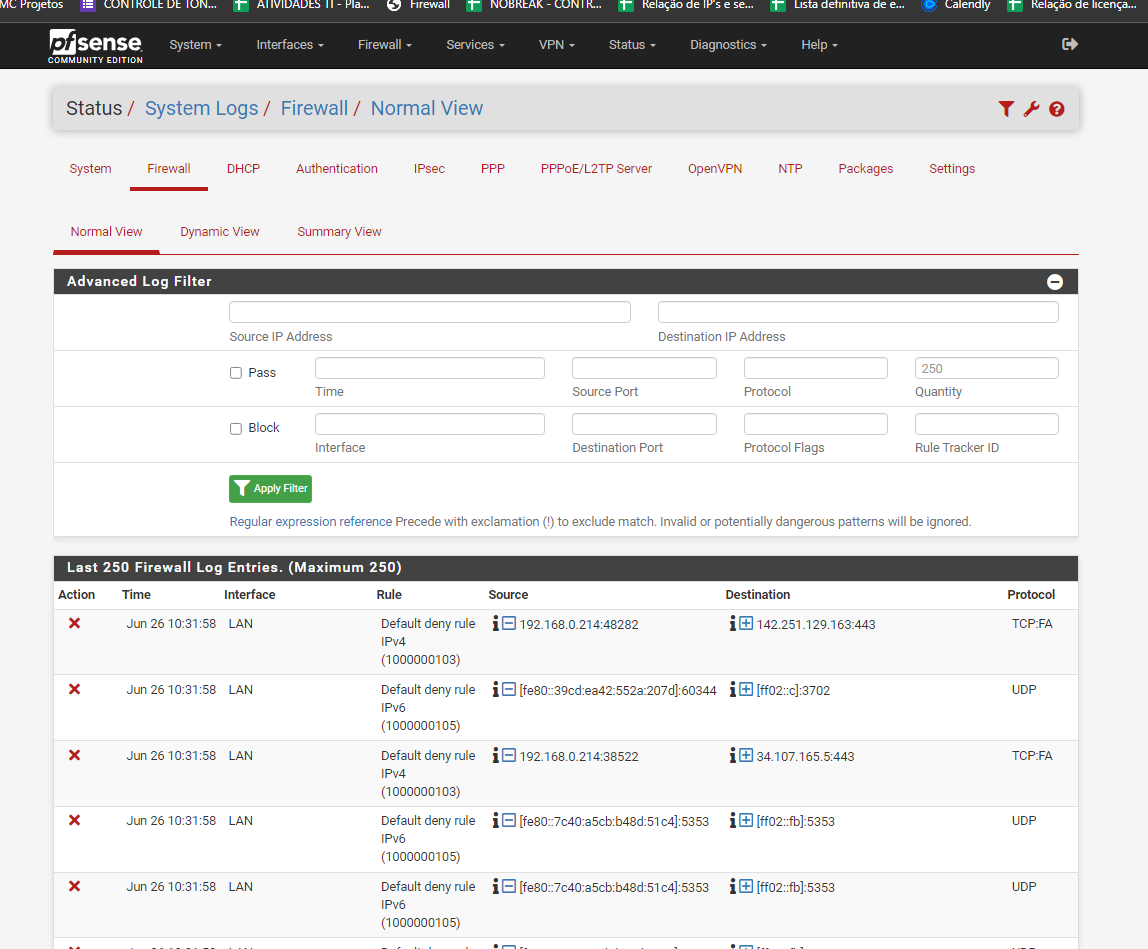 MC Projetos CONTROLE DE TON... ATIVIDADES TI - Pla... Firewall NOBREAK - CONTR... Relação de IP's e se... Lista definitiva de e... Calendly Relação de licença...
pfsense COMMUNITY EDITION System Interfaces Firewall Services VPN Status Diagnostics Help
Status / System Logs / Firewall / Normal View
System Firewall DHCP Authentication IPsec PPP PPPoE/L2TP Server OpenVPN NTP Packages Settings
Normal View Dynamic View Summary View
Advanced Log Filter
Source IP Address Destination IP Address
Pass 250
Time Source Port Protocol Quantity
Block
Interface Destination Port Protocol Flags Rule Tracker ID
Apply Filter
Regular expression reference Precede with exclamation (!) to exclude match. Invalid or potentially dangerous patterns will be ignored.
Last 250 Firewall Log Entries. (Maximum 250)
Action Time Interface Rule Source Destination Protocol
Jun 26 10:31:58 LAN Default deny rule 192.168.0.214:48282 142.251.129.163:443 TCP:FA
IPv4
(1000000103)
Jun 26 10:31:58 LAN Default deny rule [fe80::39cd:ea42:552a:207d]:60344 [ff02::c]:3702 UDP
IPv6
(1000000105)
Jun 26 10:31:58 LAN Default deny rule 192.168.0.214:38522 34.107.165.5:443 TCP:FA
IPv4
(1000000103)
Jun 26 10:31:58 LAN Default deny rule [fe80::7c40:a5cb:b48d:51c4]:5353 [ff02::fb]:5353 UDP
IPv6
(1000000105)
Jun 26 10:31:58 LAN Default deny rule [fe80::7c40:a5cb:b48d:51c4]:5353 [ff02::fb]:5353 UDP
IPv6
(1000000105)